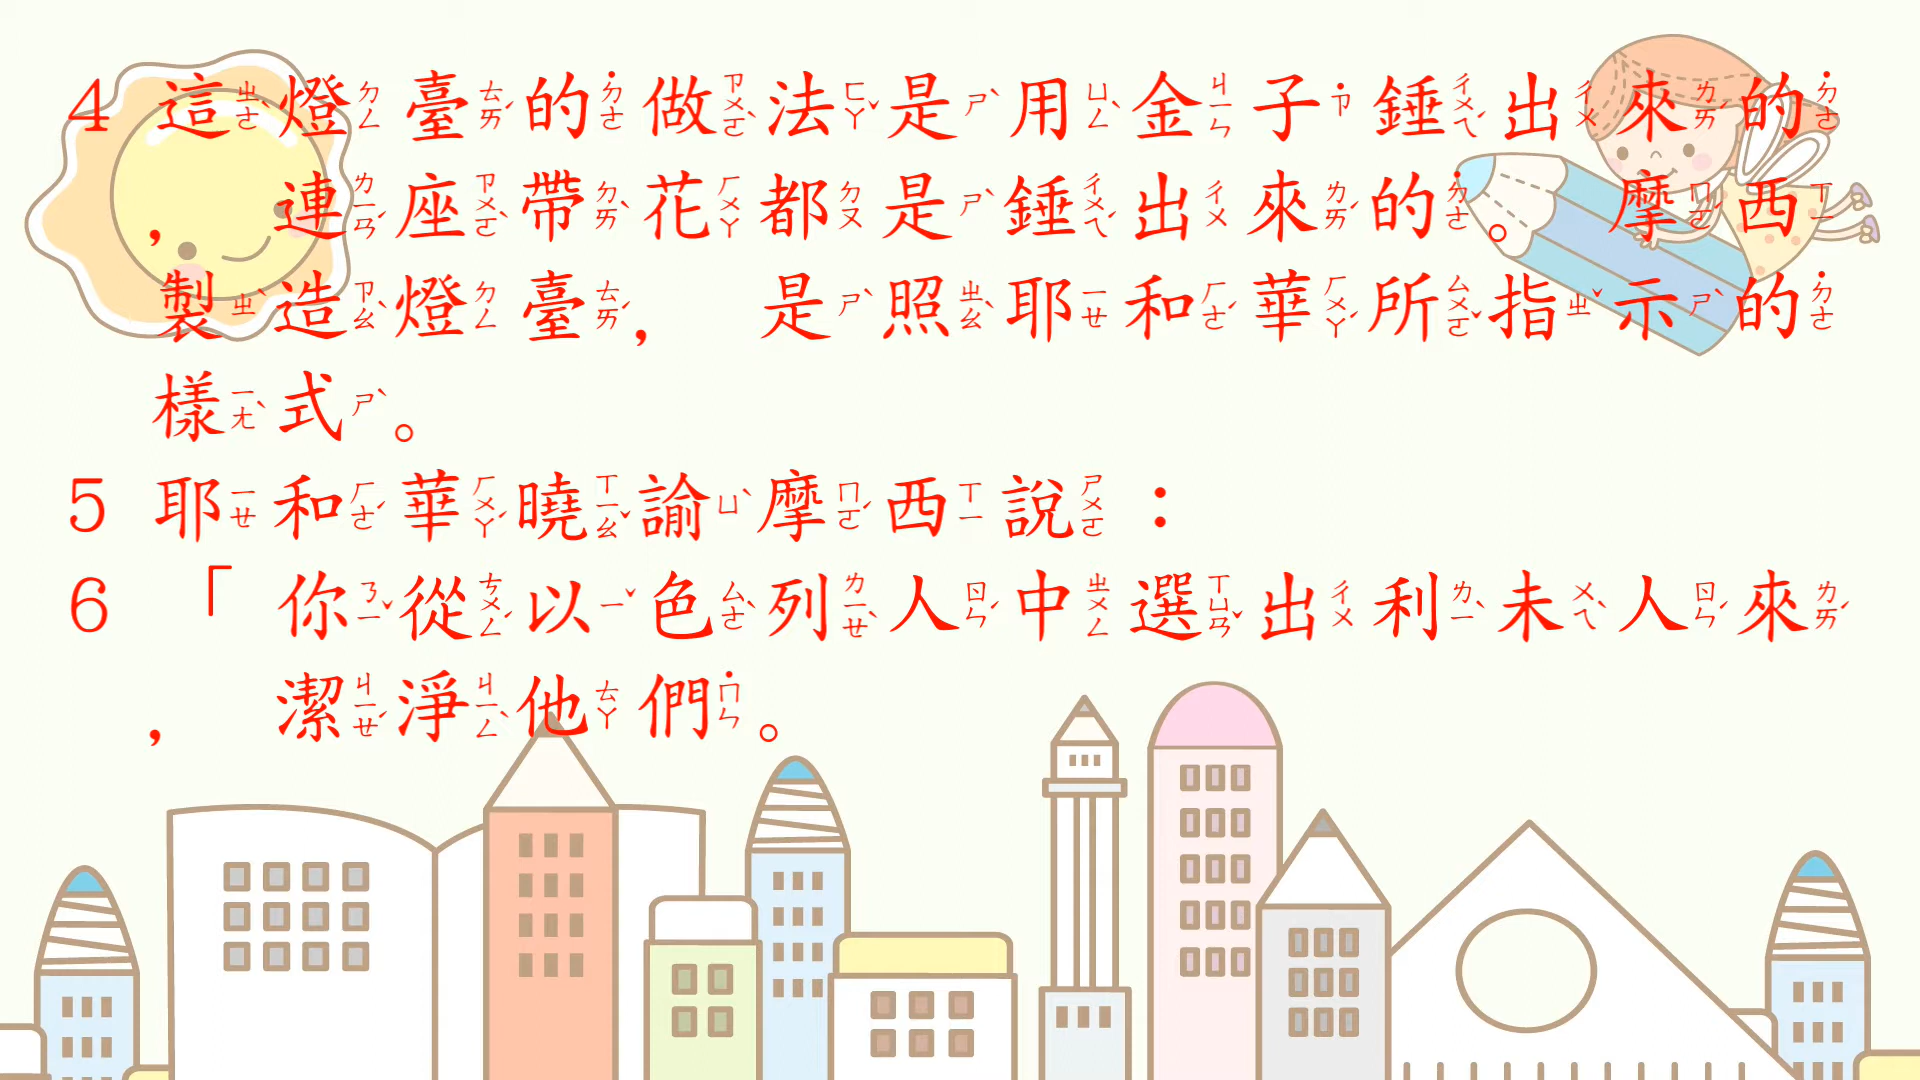 4 這燈臺的做法是用金子錘出來的
，連座帶花都是錘出來的。摩西
製造燈臺，是照耶和華所指示的
樣式。
5 耶和華曉諭摩西說：
6 「你從以色列人中選出利未人來
，潔淨他們。